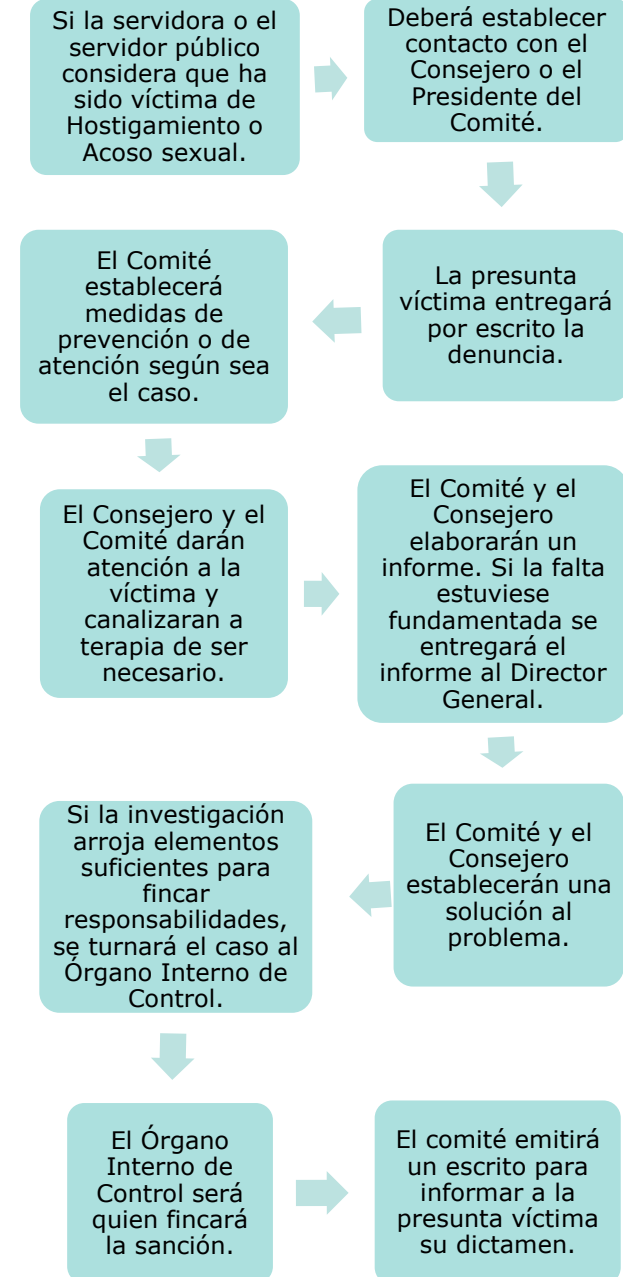 Si la servidora o el
servidor público
considera que ha
sido víctima de
Hostigamiento o
Acoso sexual.
Deberá establecer
contacto con el
Consejero o el
Presidente del
Comité.
La presunta
víctima entregará
por escrito la
denuncia.
El Comité
establecerá
medidas de
prevención o de
atención según sea
el caso.
El Consejero y el
Comité darán
atención a la
víctima y
canalizaran a
terapia de ser
necesario.
El Comité y el
Consejero
elaborarán un
informe. Si la falta
estuviese
fundamentada se
entregará el
informe al Director
General.
El Comité y el
Consejero
establecerán una
solución al
problema.
Si la investigación
arroja elementos
suficientes para
fincar
responsabilidades,
se turnará el caso al
Órgano Interno de
Control.
El Órgano
Interno de
Control será
quien fincará
la sanción.
El comité emitirá
un escrito para
informar a la
presunta víctima
su dictamen.